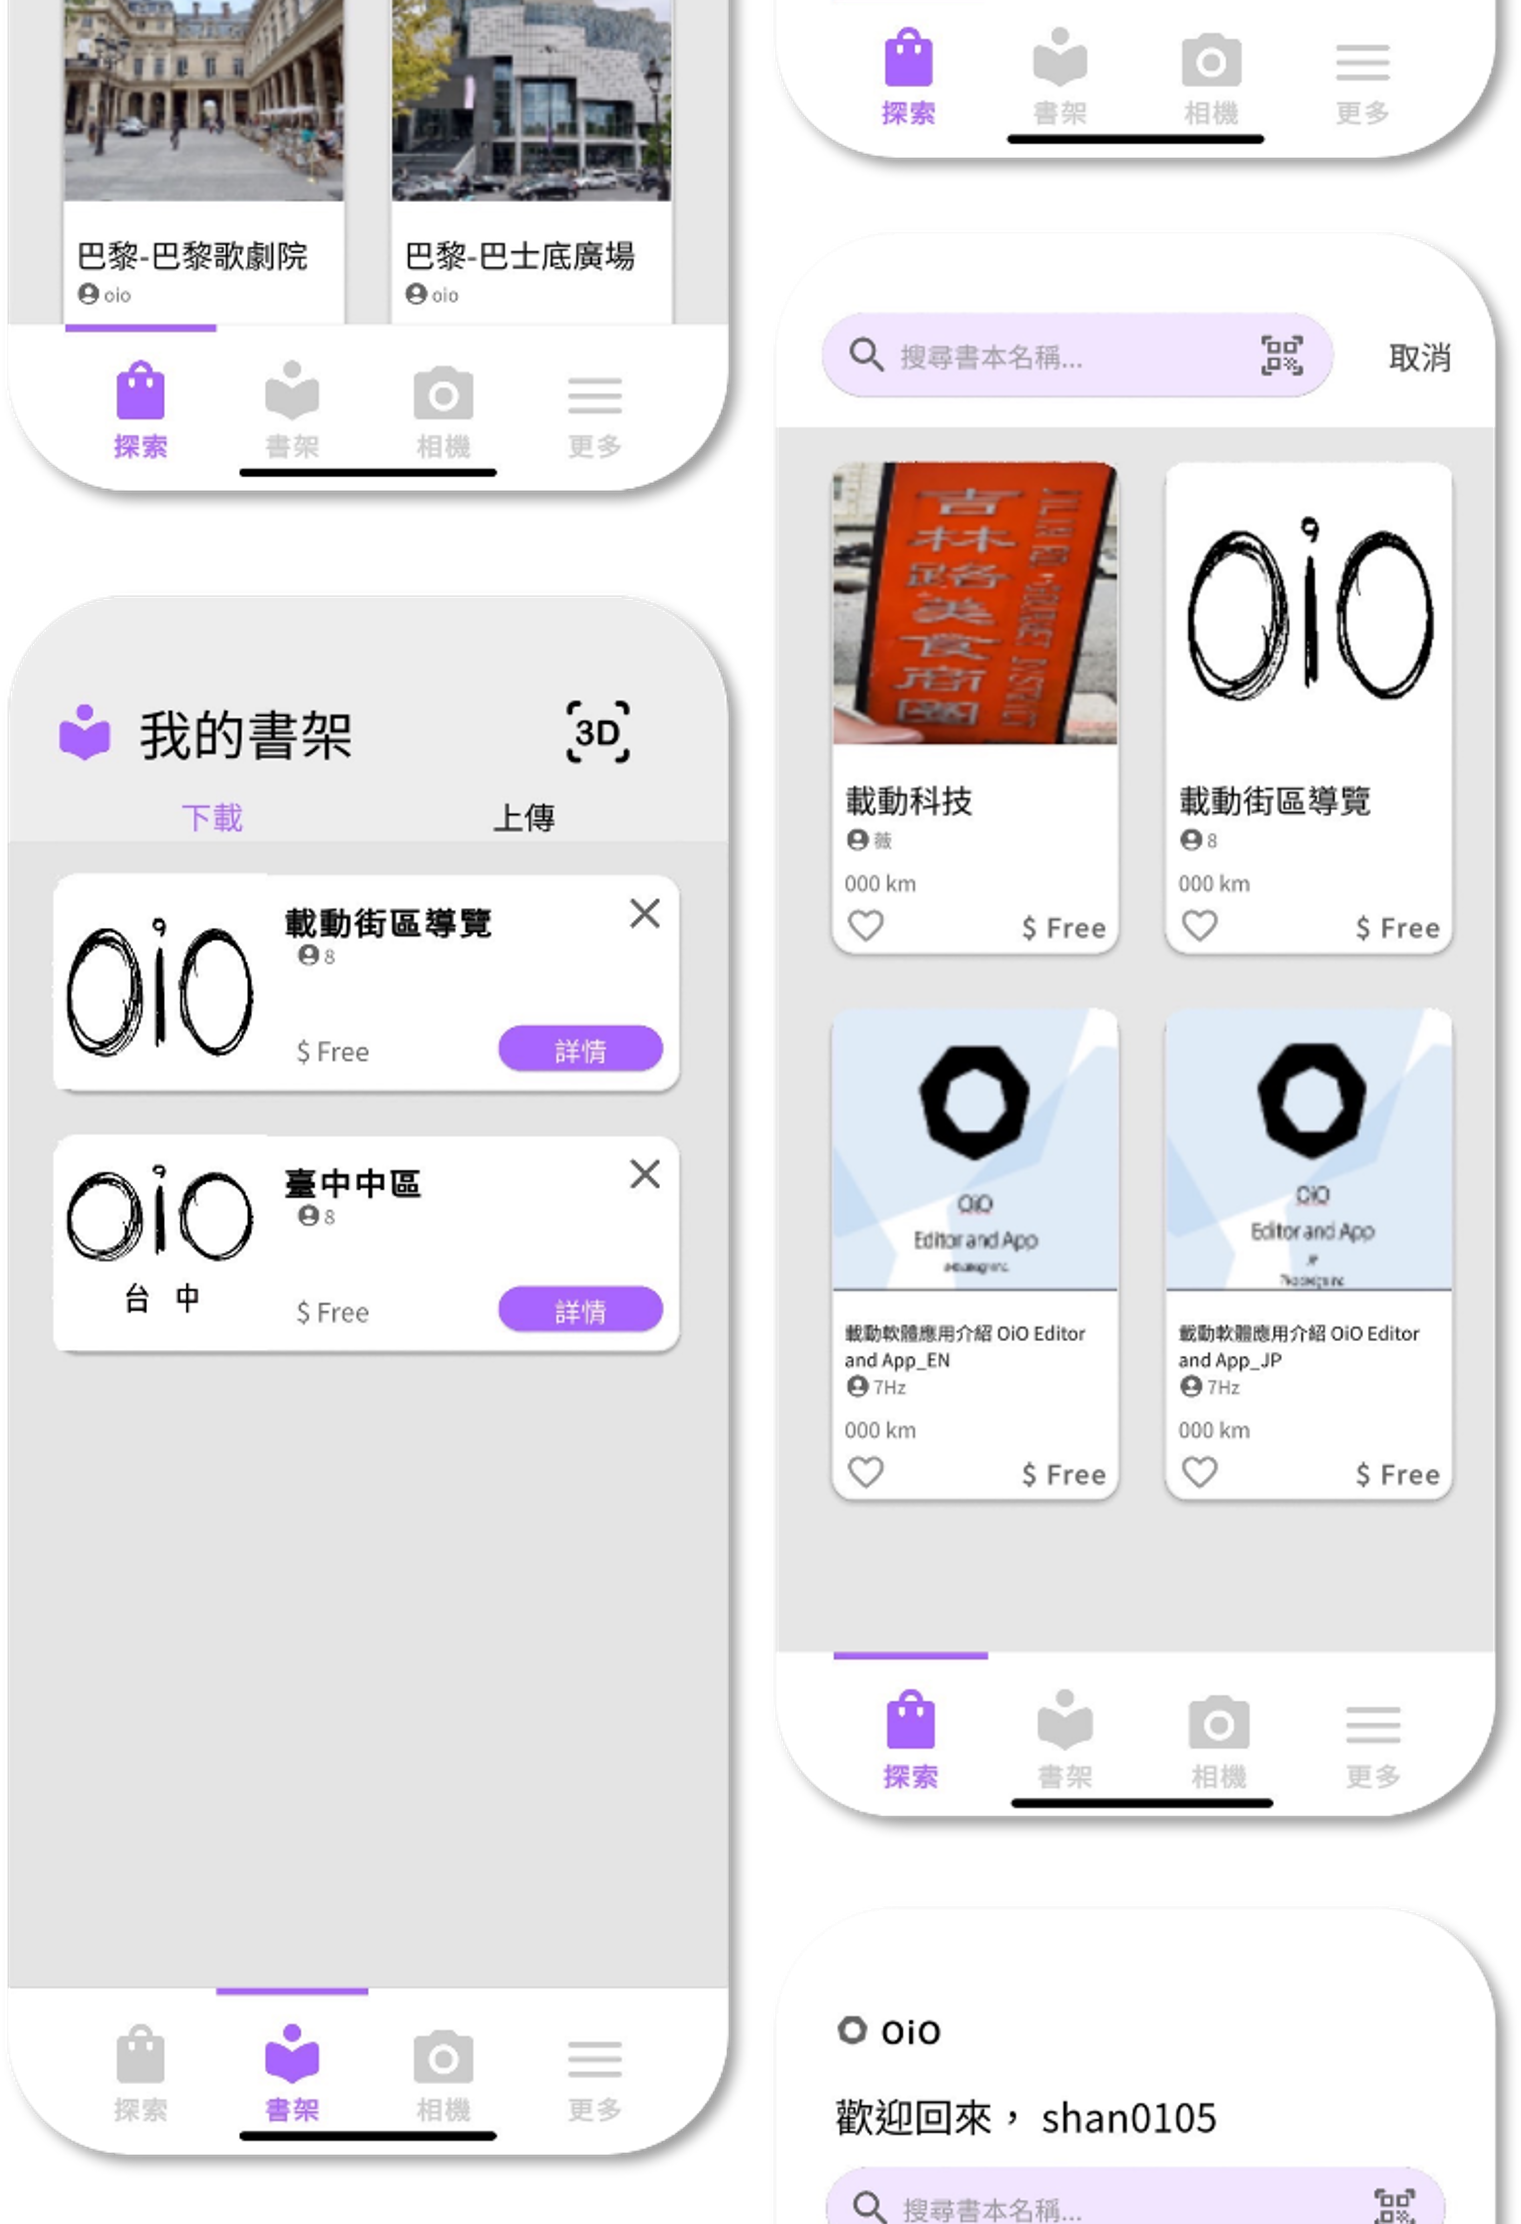 巴黎-巴黎歌劇院
oio
巴黎-巴士底廣場
oio
探索
書架
相機
更多
我的書架
3D
下載
上傳
oio
載動街區導覽
8
$ Free
詳情
oio
台 中
臺中中區
8
$ Free
詳情
探索
書架
相機
更多
探索
書架
相機
更多
搜尋書本名稱...
取消
吉林路美食商圈
載動科技
薇
000 km
$ Free
oio
載動街區導覽
8
000 km
$ Free
OiO
Editor and App
載動軟體應用介紹 OiO Editor
and App_EN
7Hz
000 km
$ Free
OiO
Editor and App
JP
載動軟體應用介紹 OiO Editor
and App_JP
7Hz
000 km
$ Free
探索
書架
相機
更多
OiO
歡迎回來， shan0105
搜尋書本名稱...